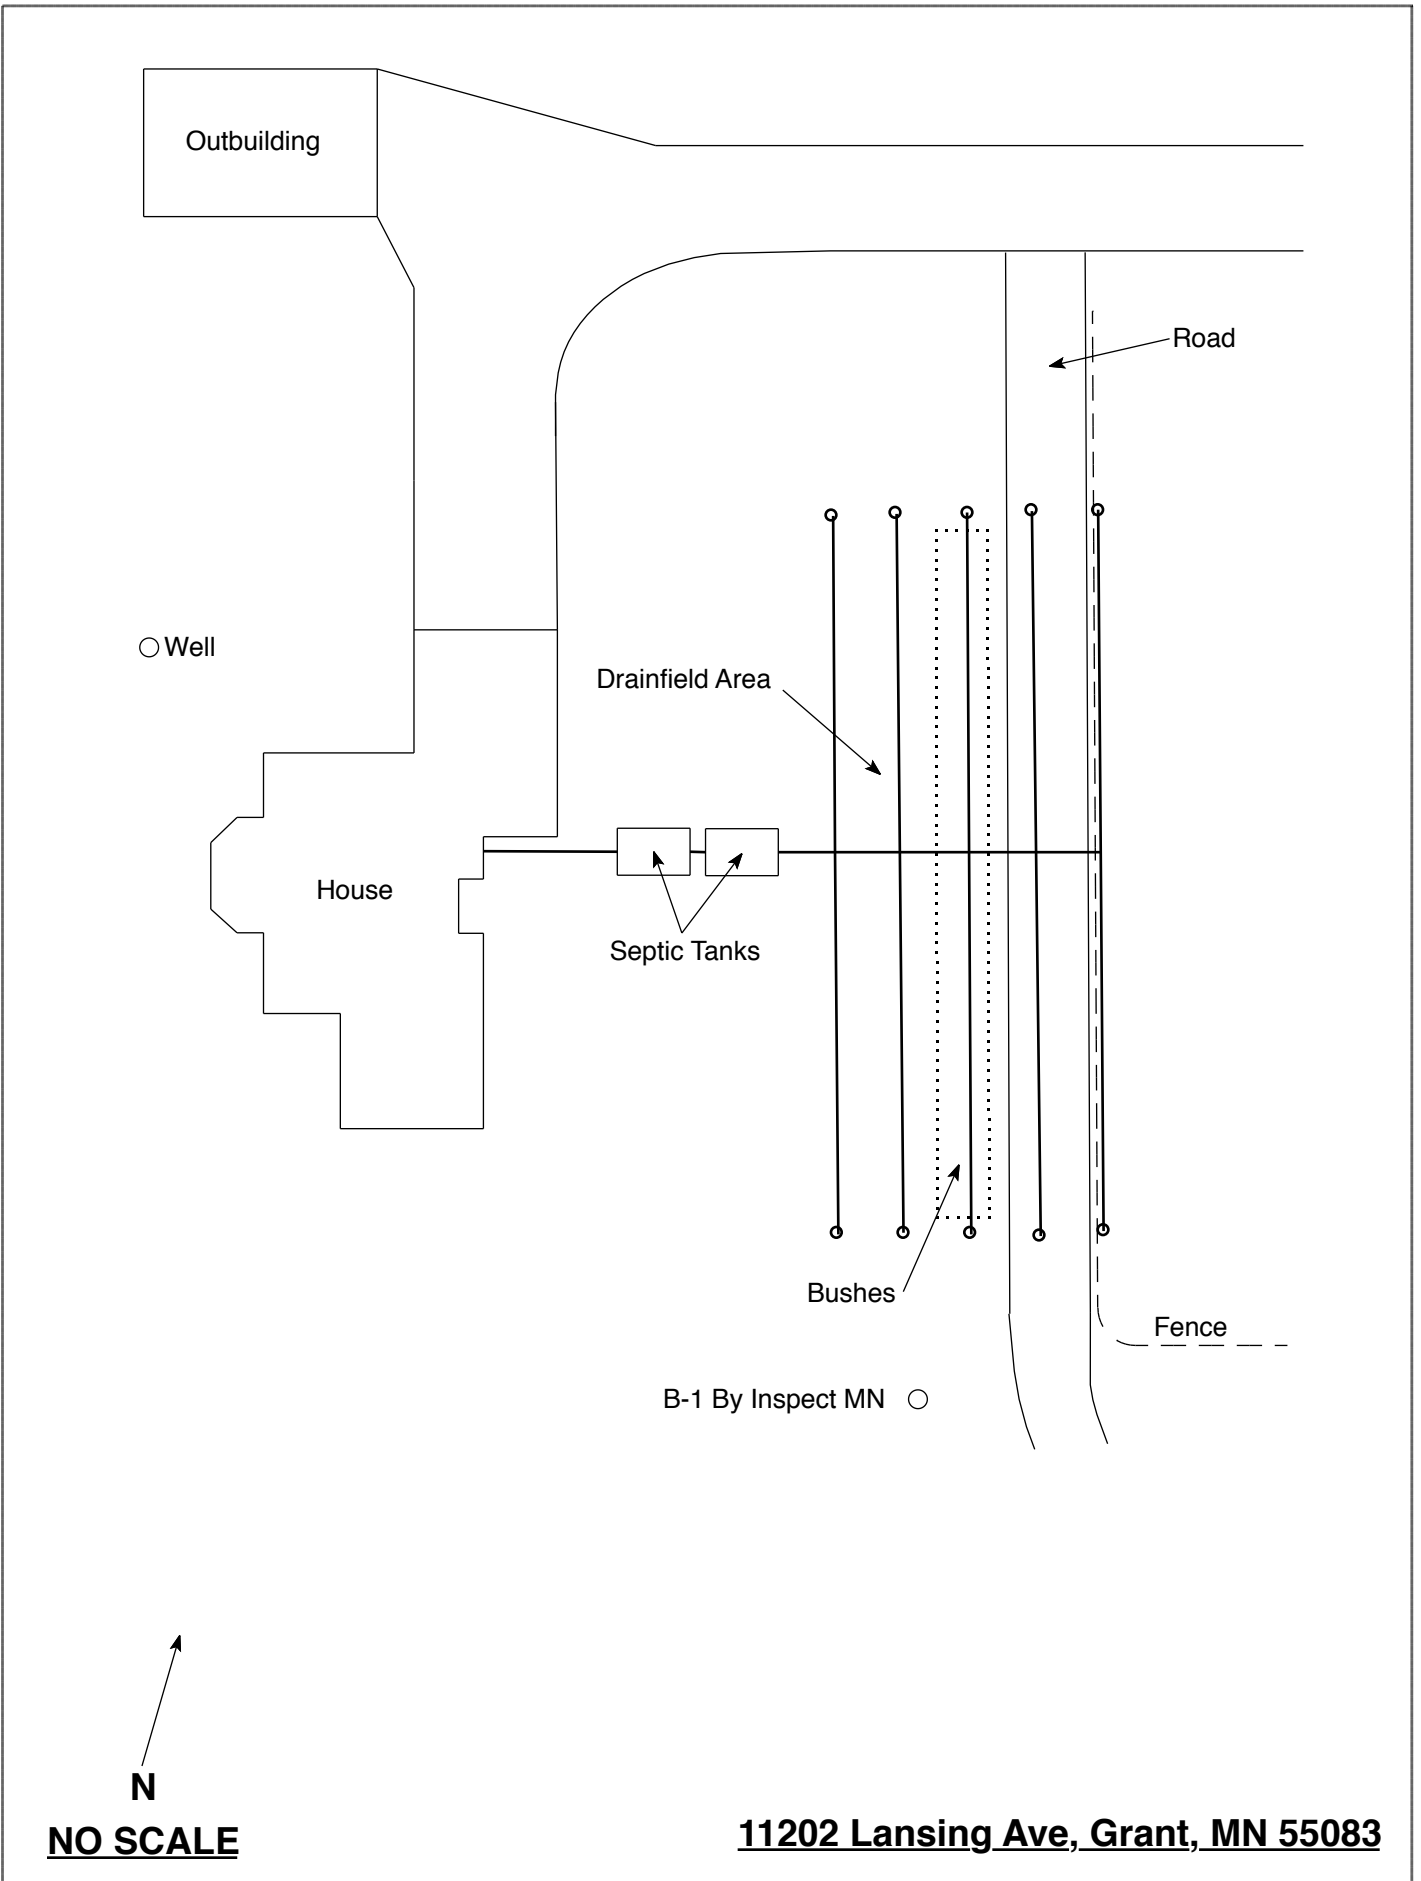 Outbuilding
Road
Well
Drainfield Area
House
Septic Tanks
Bushes
Fence
B-1 By Inspect MN
N
NO SCALE
11202 Lansing Ave, Grant, MN 55083